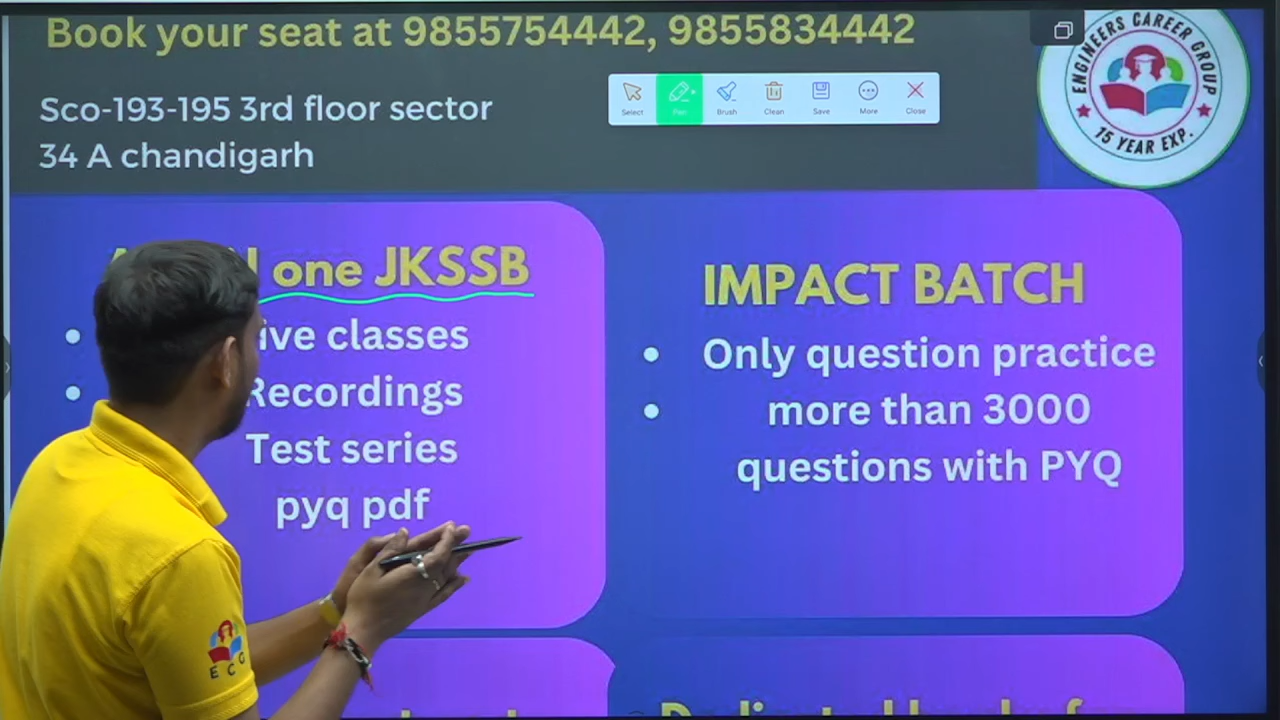 Book your seat at 9855754442, 9855834442
Sco-193-195 3rd floor sector
34 A chandigarh
ENGINEERS CAREER GROUP
15 YEAR EXP.
Select
Pen
Brush
Clean
Save
More
Close
one JKSSB
ive classes
Recordings
Test series
pyq pdf
IMPACT BATCH
Only question practice
more than 3000
questions with PYQ
ECG